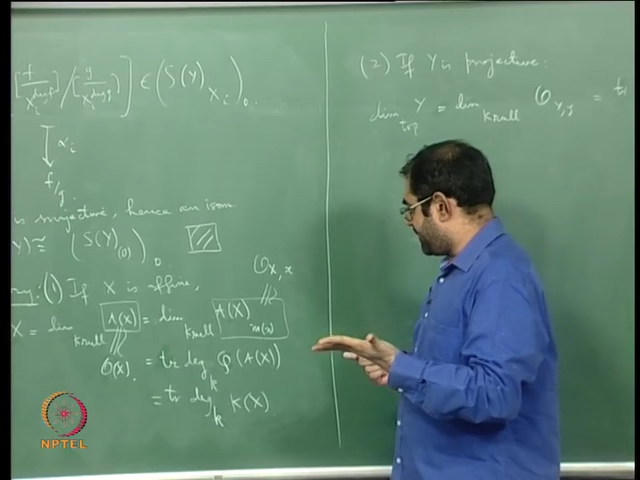 [f/x_i^{deg f}] / [g/x_i^{deg g}] ] ∈ (S(Y)_{X_i})_0.
↓ α_i
f/g.
is surjective, hence an isom.
Y) ≅ (S(Y)_{(0)})_0.
(1) If X is affine,
O_{X,x}
X = dim_{Krull} A(X) = dim_{Krull} A(X)_{m(x)}
O(X). = tr deg_k Q(A(X))
= tr deg_k K(X)
(2) If Y is projective:
dim_{top} Y = dim_{Krull} O_{Y,y} = tr
NPTEL